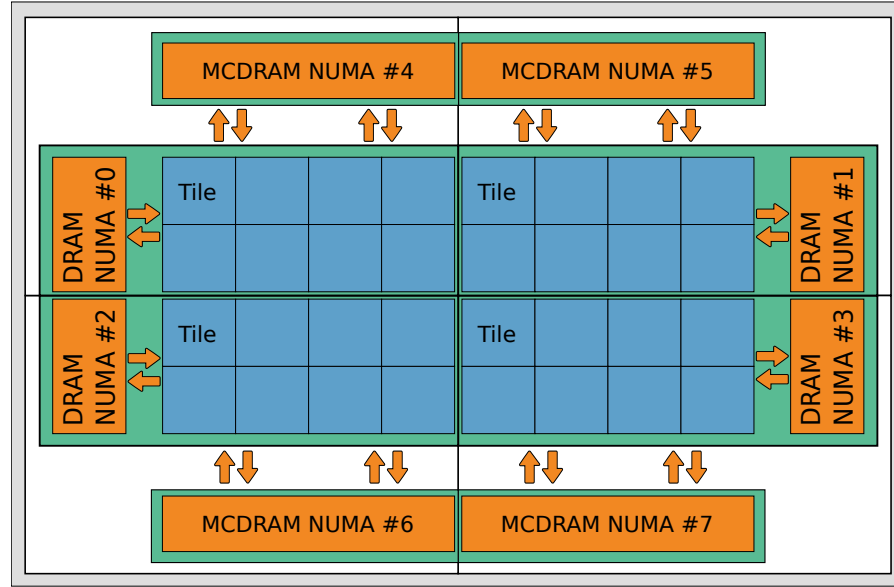 MCDRAM NUMA #4
MCDRAM NUMA #5
DRAM
NUMA #0
Tile
Tile
DRAM
NUMA #1
DRAM
NUMA #2
Tile
Tile
DRAM
NUMA #3
MCDRAM NUMA #6
MCDRAM NUMA #7